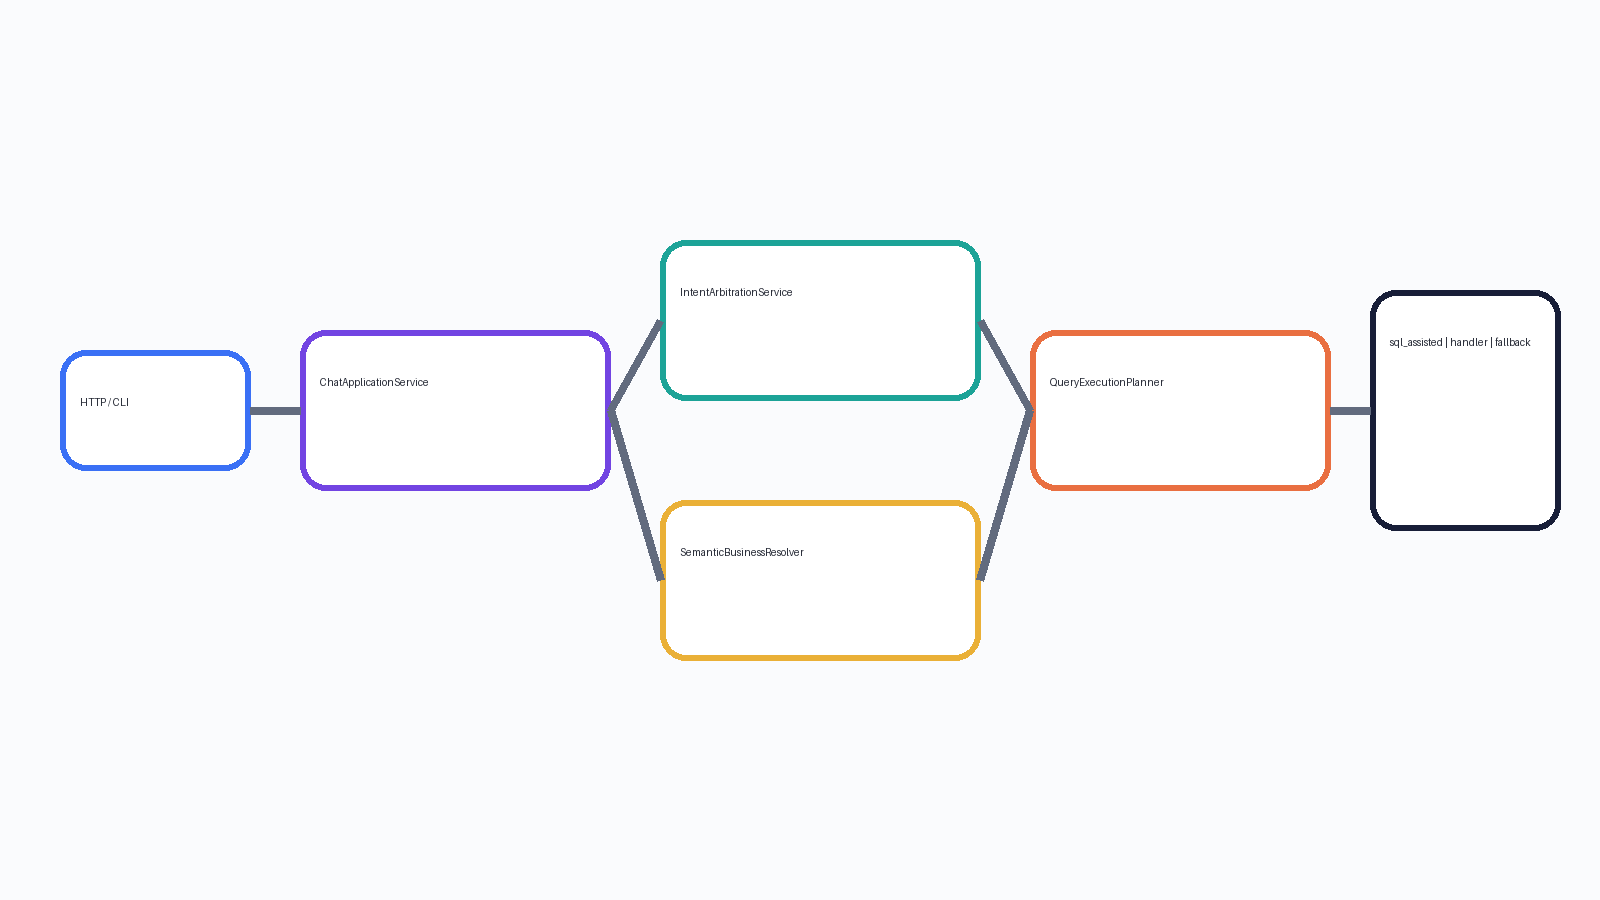 HTTP / CLI
ChatApplicationService
IntentArbitrationService
SemanticBusinessResolver
QueryExecutionPlanner
sql_assisted | handler | fallback